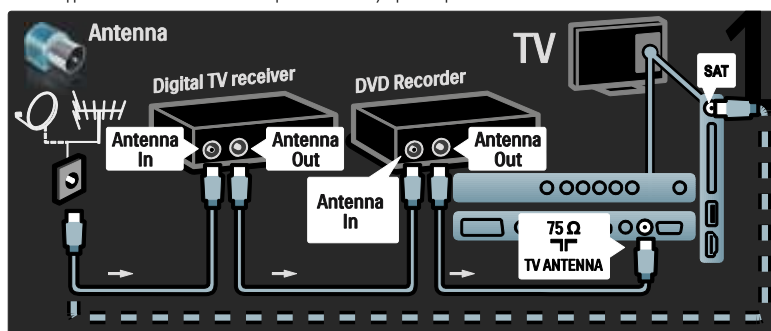 Antenna
TV
1
SAT
Digital TV receiver
DVD Recorder
Antenna
In
Antenna
Out
Antenna
In
Antenna
Out
75 Ω
TV ANTENNA